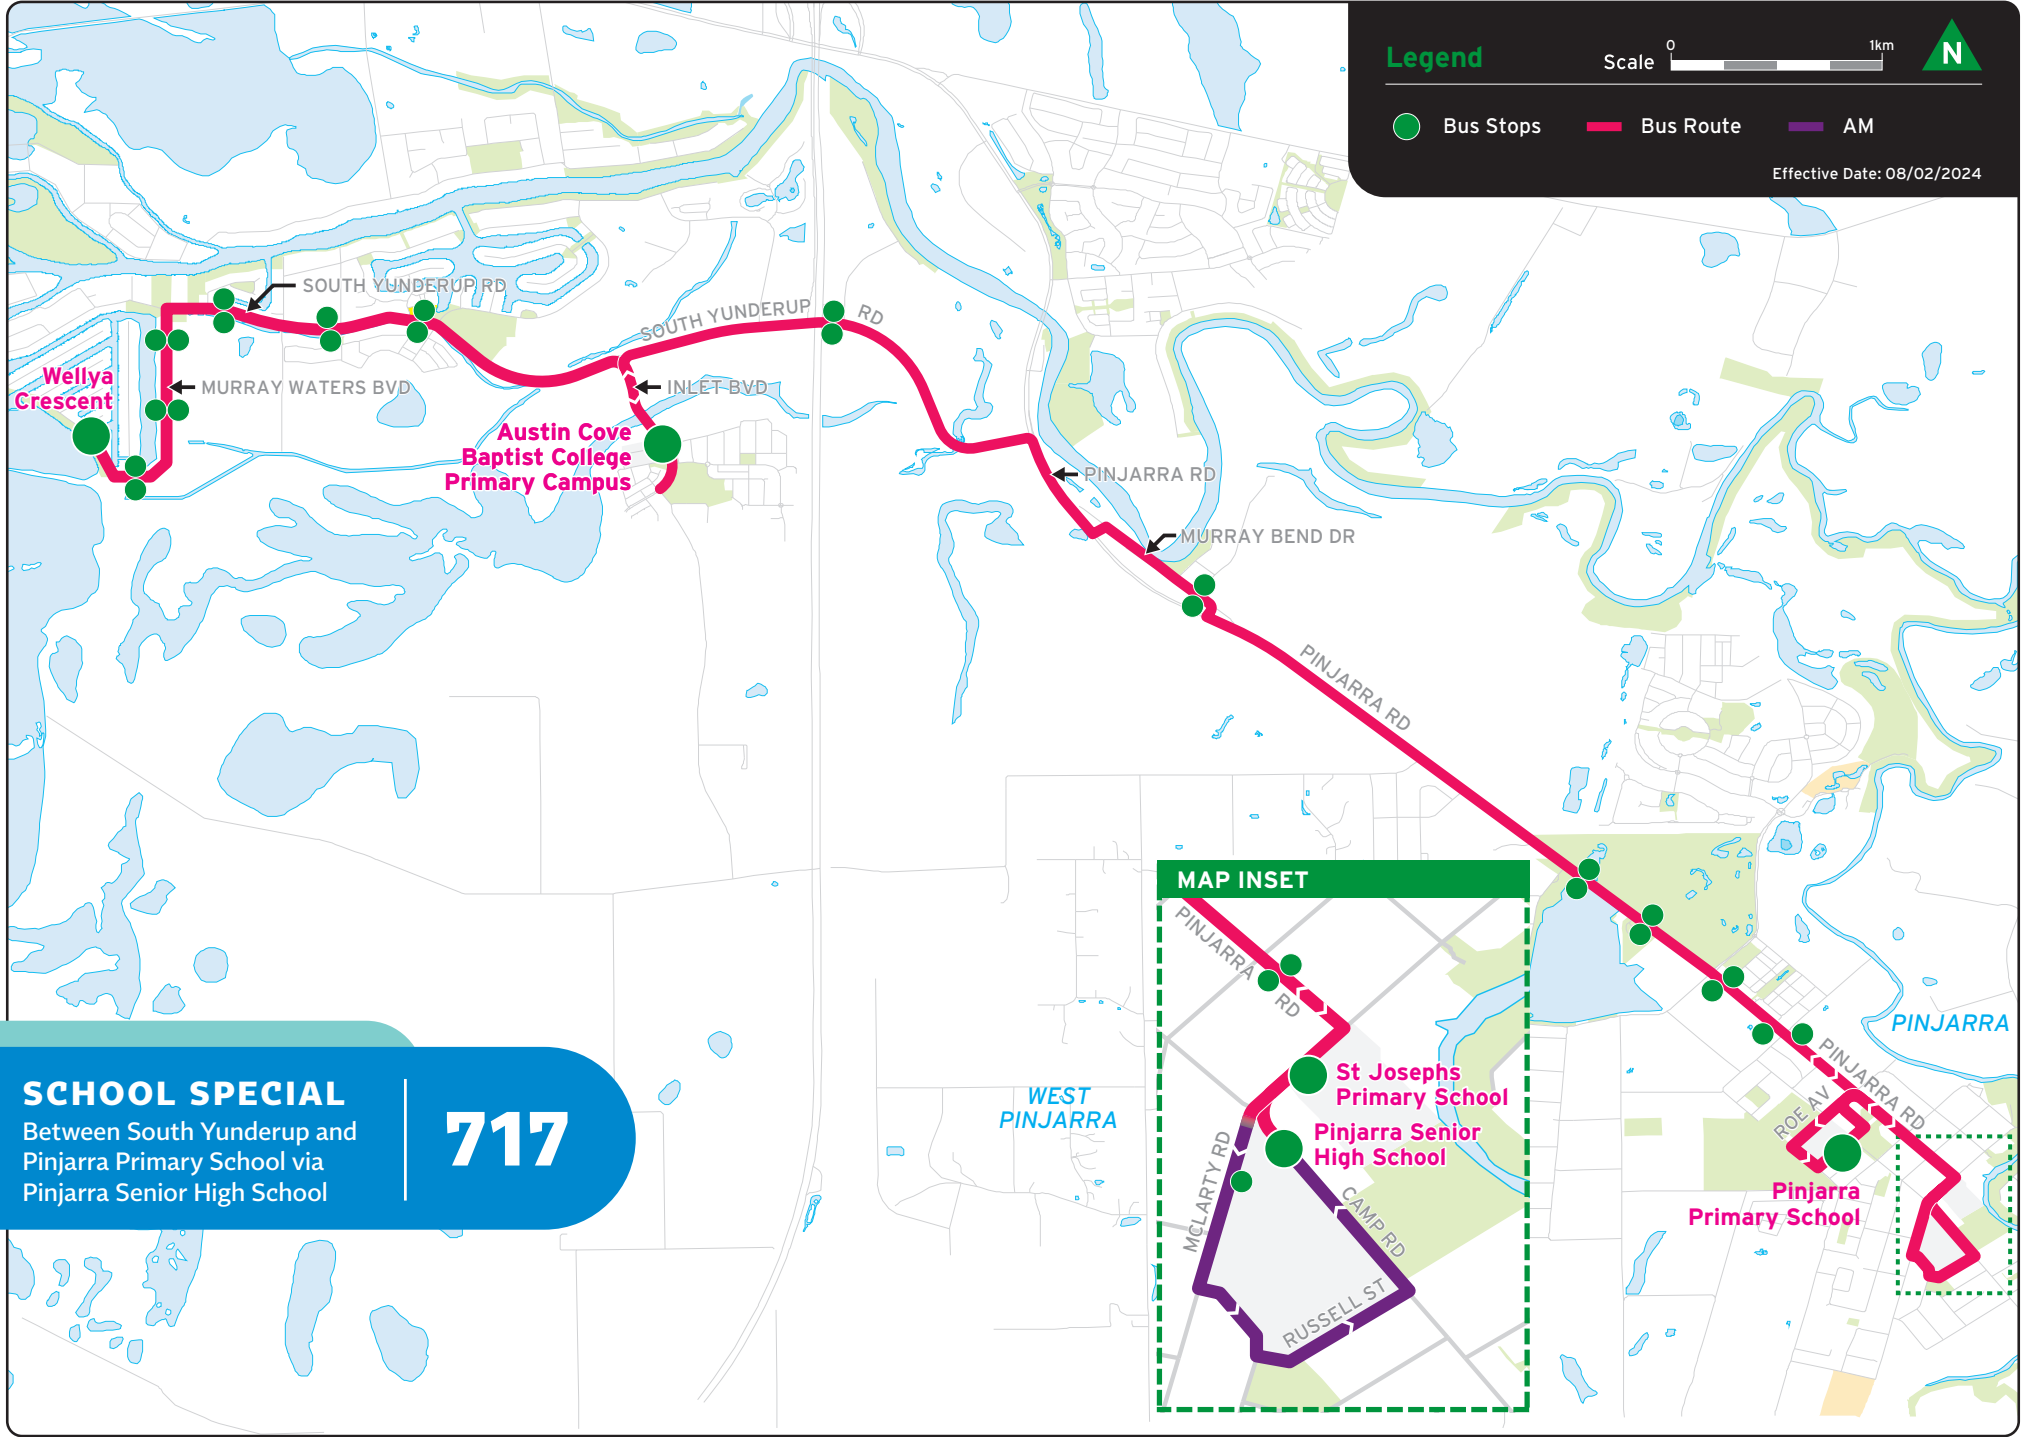 Legend
Scale
0
1km
N
Bus Stops
Bus Route
AM
Effective Date: 08/02/2024
SOUTH YUNDERUP RD
SOUTH YUNDERUP
RD
Wellya
Crescent
MURRAY WATERS BVD
INLET BVD
Austin Cove
Baptist College
Primary Campus
PINJARRA RD
MURRAY BEND DR
PINJARRA RD
MAP INSET
PINJARRA
RD
St Josephs
Primary School
Pinjarra Senior
High School
MCLARTY RD
CAMP RD
RUSSELL ST
PINJARRA
PINJARRA RD
ROE AV
Pinjarra
Primary School
WEST
PINJARRA
SCHOOL SPECIAL
Between South Yunderup and
Pinjarra Primary School via
Pinjarra Senior High School
717